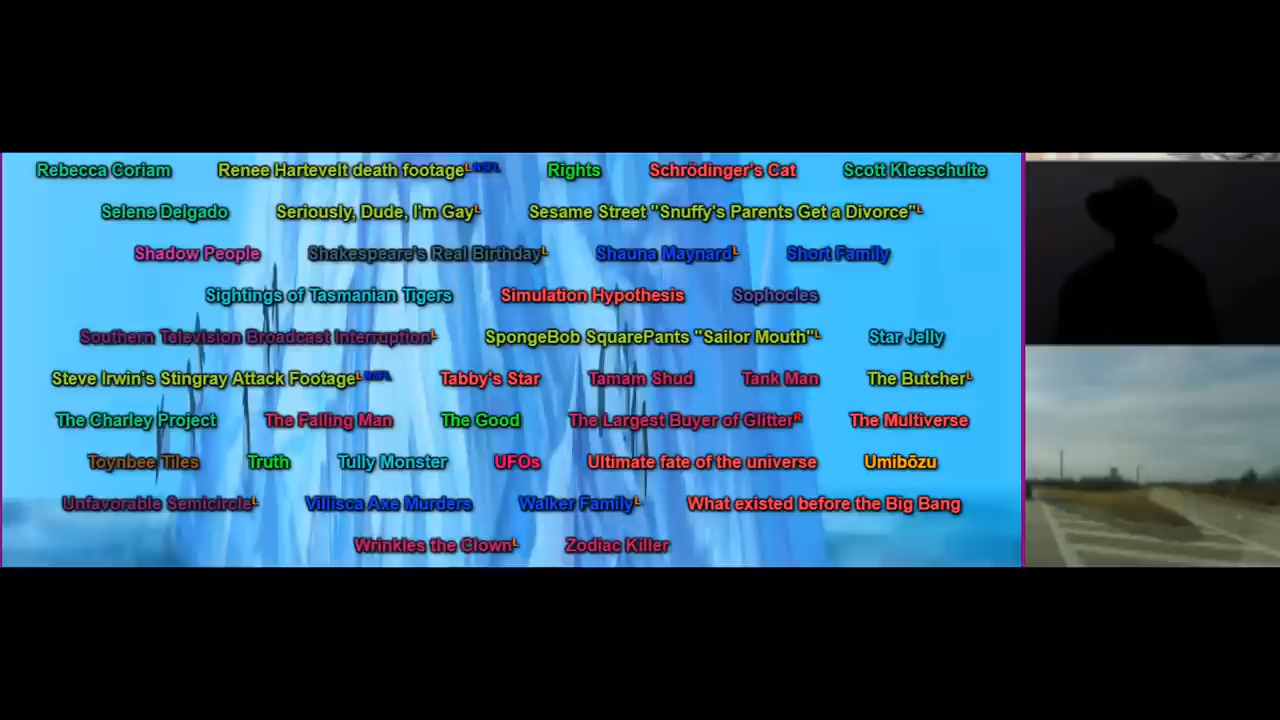 Rebecca Coriam Renee Hartevelt death footage L NSFL Rights Schrödinger's Cat Scott Kleeschulte
Selene Delgado Seriously, Dude, I'm Gay L Sesame Street "Snuffy's Parents Get a Divorce" L
Shadow People Shakespeare's Real Birthday L Shauna Maynard L Short Family
Sightings of Tasmanian Tigers Simulation Hypothesis Sophocles
Southern Television Broadcast Interruption L SpongeBob SquarePants "Sailor Mouth" L Star Jelly
Steve Irwin's Stingray Attack Footage L NSFL Tabby's Star Tamam Shud Tank Man The Butcher L
The Charley Project The Falling Man The Good The Largest Buyer of Glitter R The Multiverse
Toynbee Tiles Truth Tully Monster UFOs Ultimate fate of the universe Umibōzu
Unfavorable Semicircle L Villisca Axe Murders Walker Family L What existed before the Big Bang
Wrinkles the Clown L Zodiac Killer